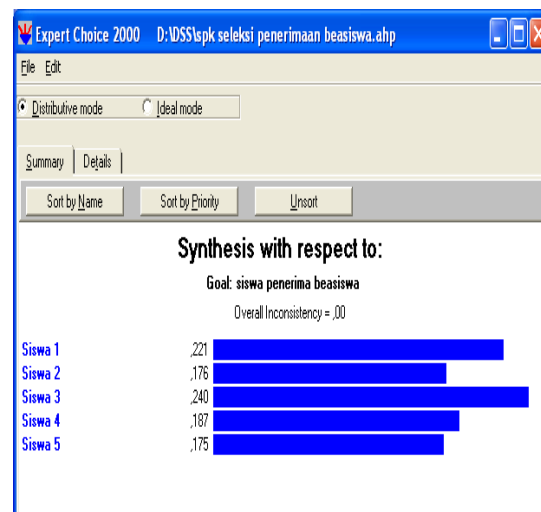 Expert Choice 2000 D:\DSS\spk seleksi penerimaan beasiswa.ahp
File Edit
Distributive mode Ideal mode
Summary Details
Sort by Name Sort by Priority Unsort
Synthesis with respect to:
Goal: siswa penerima beasiswa
Overall Inconsistency = ,00
Siswa 1 ,221
Siswa 2 ,176
Siswa 3 ,240
Siswa 4 ,187
Siswa 5 ,175